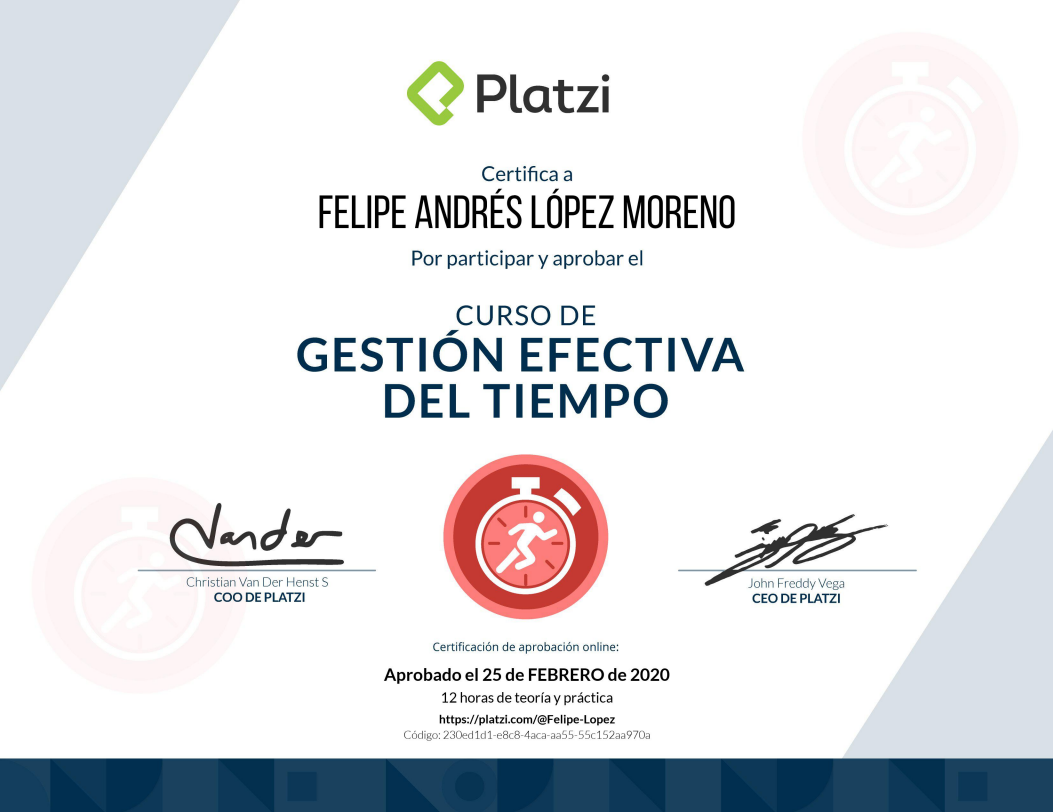 Platzi
Certifica a
FELIPE ANDRÉS LÓPEZ MORENO
Por participar y aprobar el
CURSO DE
GESTIÓN EFECTIVA
DEL TIEMPO
Vander
Christian Van Der Henst S
COO DE PLATZI
John Freddy Vega
CEO DE PLATZI
Certificación de aprobación online:
Aprobado el 25 de FEBRERO de 2020
12 horas de teoría y práctica
https://platzi.com/@Felipe-Lopez
Código: 230ed1d1-e8c8-4aca-aa55-55c152aa970a